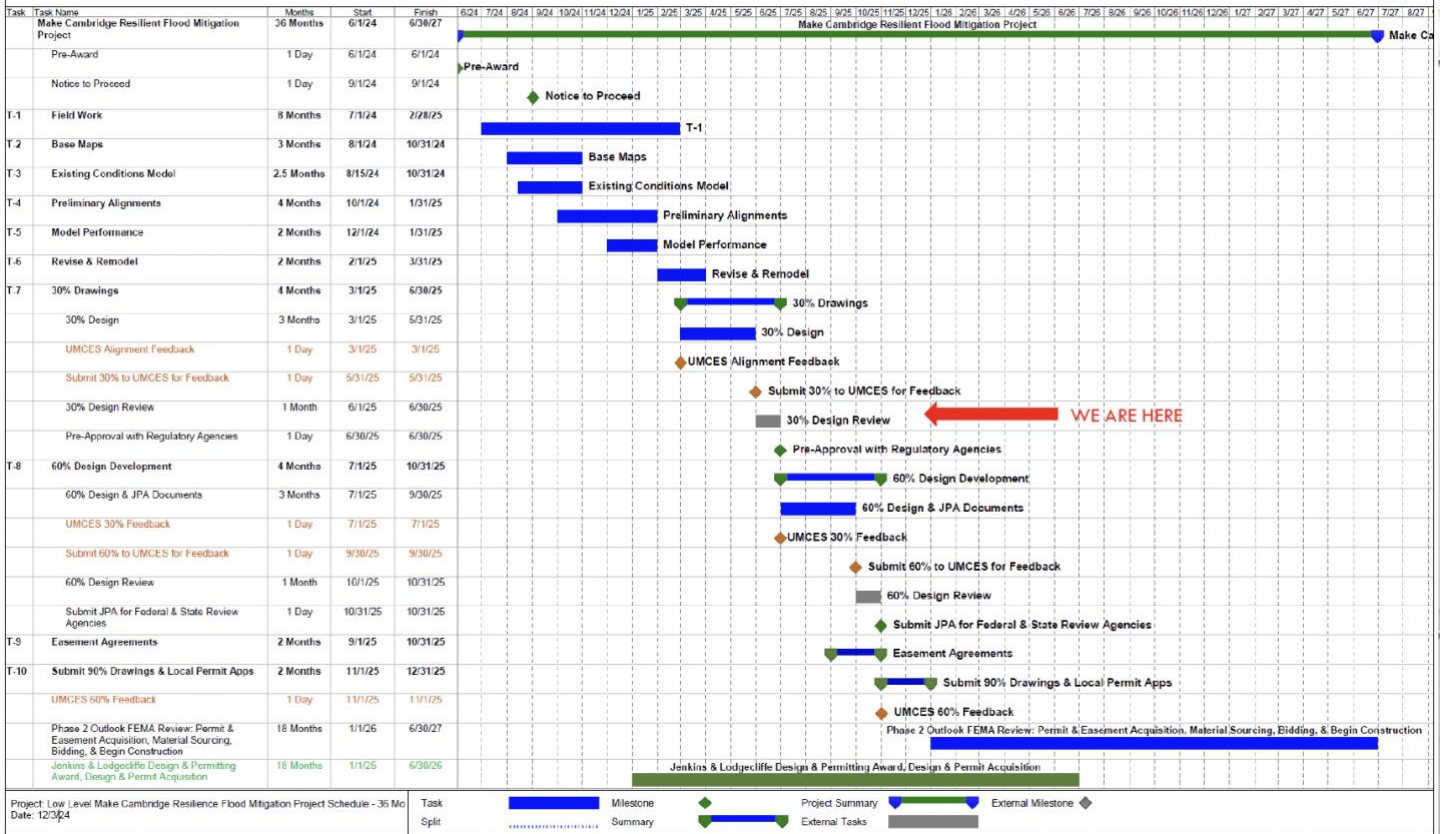 Task Task Name Months Start Finish 6/24 7/24 8/24 9/24 10/24 11/24 12/24 1/25 2/25 3/25 4/25 5/25 6/25 7/25 8/25 9/25 10/25 11/25 12/25 1/26 2/26 3/26 4/26 5/26 6/26 7/26 8/26 9/26 10/26 11/26 12/26 1/27 2/27 3/27 4/27 5/27 6/27 7/27 8/27
Make Cambridge Resilient Flood Mitigation 36 Months 6/1/24 6/30/27 Make Cambridge Resilient Flood Mitigation Project
Project Make Ca
Pre-Award 1 Day 6/1/24 6/1/24 Pre-Award
Notice to Proceed 1 Day 9/1/24 9/1/24 Notice to Proceed
T-1 Field Work 8 Months 7/1/24 2/28/25 T-1
T-2 Base Maps 3 Months 8/1/24 10/31/24 Base Maps
T-3 Existing Conditions Model 2.5 Months 8/15/24 10/31/24 Existing Conditions Model
T-4 Preliminary Alignments 4 Months 10/1/24 1/31/25 Preliminary Alignments
T-5 Model Performance 2 Months 12/1/24 1/31/25 Model Performance
T-6 Revise & Remodel 2 Months 2/1/25 3/31/25 Revise & Remodel
T-7 30% Drawings 4 Months 3/1/25 6/30/25 30% Drawings
30% Design 3 Months 3/1/25 5/31/25 30% Design
UMCES Alignment Feedback 1 Day 3/1/25 3/1/25 UMCES Alignment Feedback
Submit 30% to UMCES for Feedback 1 Day 5/31/25 5/31/25 Submit 30% to UMCES for Feedback
30% Design Review 1 Month 6/1/25 6/30/25 30% Design Review WE ARE HERE
Pre-Approval with Regulatory Agencies 1 Day 6/30/25 6/30/25 Pre-Approval with Regulatory Agencies
T-8 60% Design Development 4 Months 7/1/25 10/31/25 60% Design Development
60% Design & JPA Documents 3 Months 7/1/25 9/30/25 60% Design & JPA Documents
UMCES 30% Feedback 1 Day 7/1/25 7/1/25 UMCES 30% Feedback
Submit 60% to UMCES for Feedback 1 Day 9/30/25 9/30/25 Submit 60% to UMCES for Feedback
60% Design Review 1 Month 10/1/25 10/31/25 60% Design Review
Submit JPA for Federal & State Review 1 Day 10/31/25 10/31/25 Submit JPA for Federal & State Review Agencies
Agencies
T-9 Easement Agreements 2 Months 9/1/25 10/31/25 Easement Agreements
T-10 Submit 90% Drawings & Local Permit Apps 2 Months 11/1/25 12/31/25 Submit 90% Drawings & Local Permit Apps
UMCES 60% Feedback 1 Day 11/1/25 11/1/25 UMCES 60% Feedback
Phase 2 Outlook FEMA Review: Permit & 18 Months 1/1/26 6/30/27 Phase 2 Outlook FEMA Review: Permit & Easement Acquisition, Material Sourcing, Bidding, & Begin Construction
Easement Acquisition, Material Sourcing,
Bidding, & Begin Construction
Jenkins & Lodgecliffe Design & Permitting 18 Months 1/1/25 6/30/26 Jenkins & Lodgecliffe Design & Permitting Award, Design & Permit Acquisition
Award, Design & Permit Acqusition
Project: Low Level Make Cambridge Resilience Flood Mitigation Project Schedule - 36 Mo
Date: 12/3/24
Task Milestone Project Summary External Milestone
Split Summary External Tasks